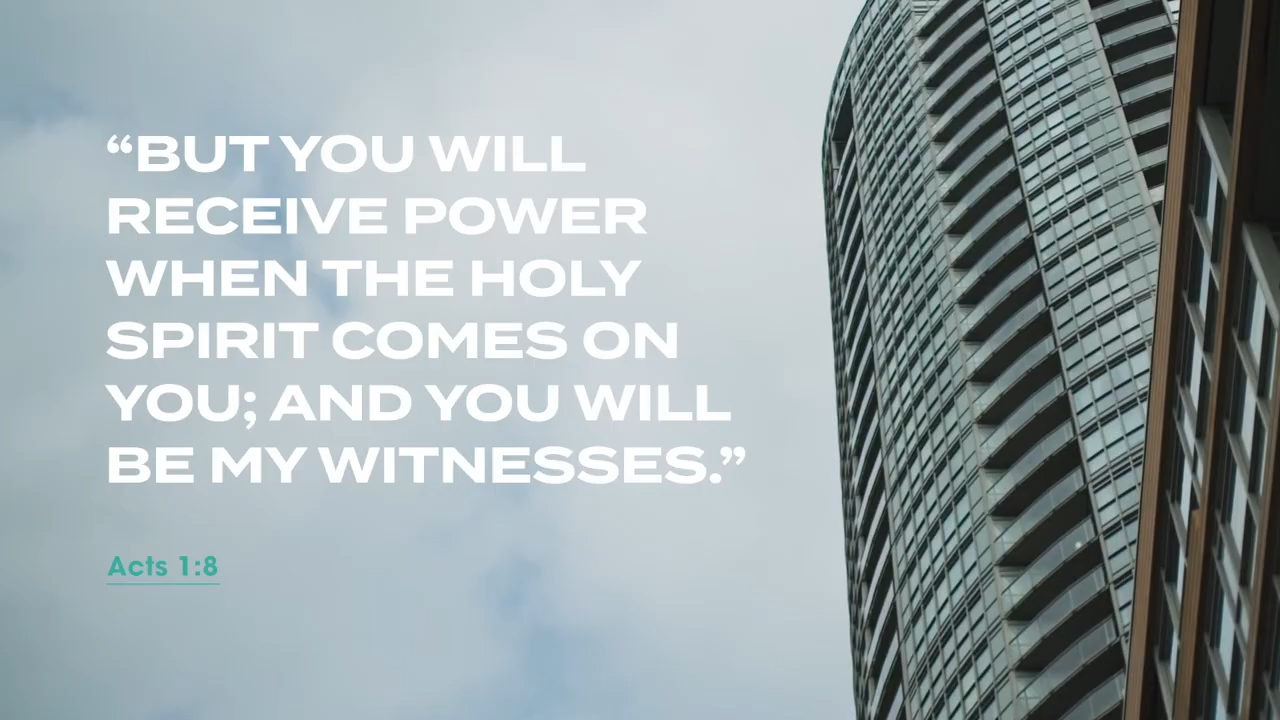 “BUT YOU WILL
RECEIVE POWER
WHEN THE HOLY
SPIRIT COMES ON
YOU; AND YOU WILL
BE MY WITNESSES.”
Acts 1:8